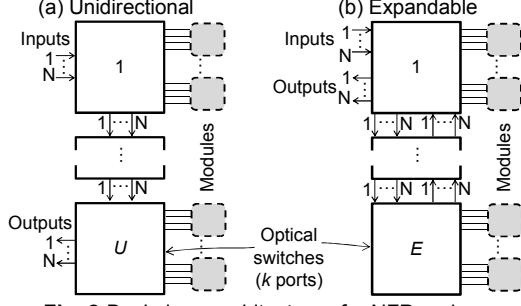 (a) Unidirectional
(b) Expandable
Inputs
1
N
1
Modules
1 N
1 N
Outputs
1
N
U
Inputs
1
N
Outputs
1
N
1
Modules
1 N 1 N
1 N 1 N
E
Optical
switches
(k ports)